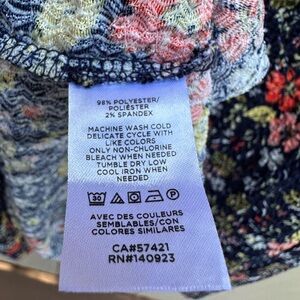 98% POLYESTER/
POLIÉSTER
2% SPANDEX
MACHINE WASH COLD
DELICATE CYCLE WITH
LIKE COLORS
ONLY NON-CHLORINE
BLEACH WHEN NEEDED
TUMBLE DRY LOW
COOL IRON WHEN
NEEDED
30 P
AVEC DES COULEURS
SEMBLABLES/CON
COLORES SIMILARES
CA#57421
RN#140923